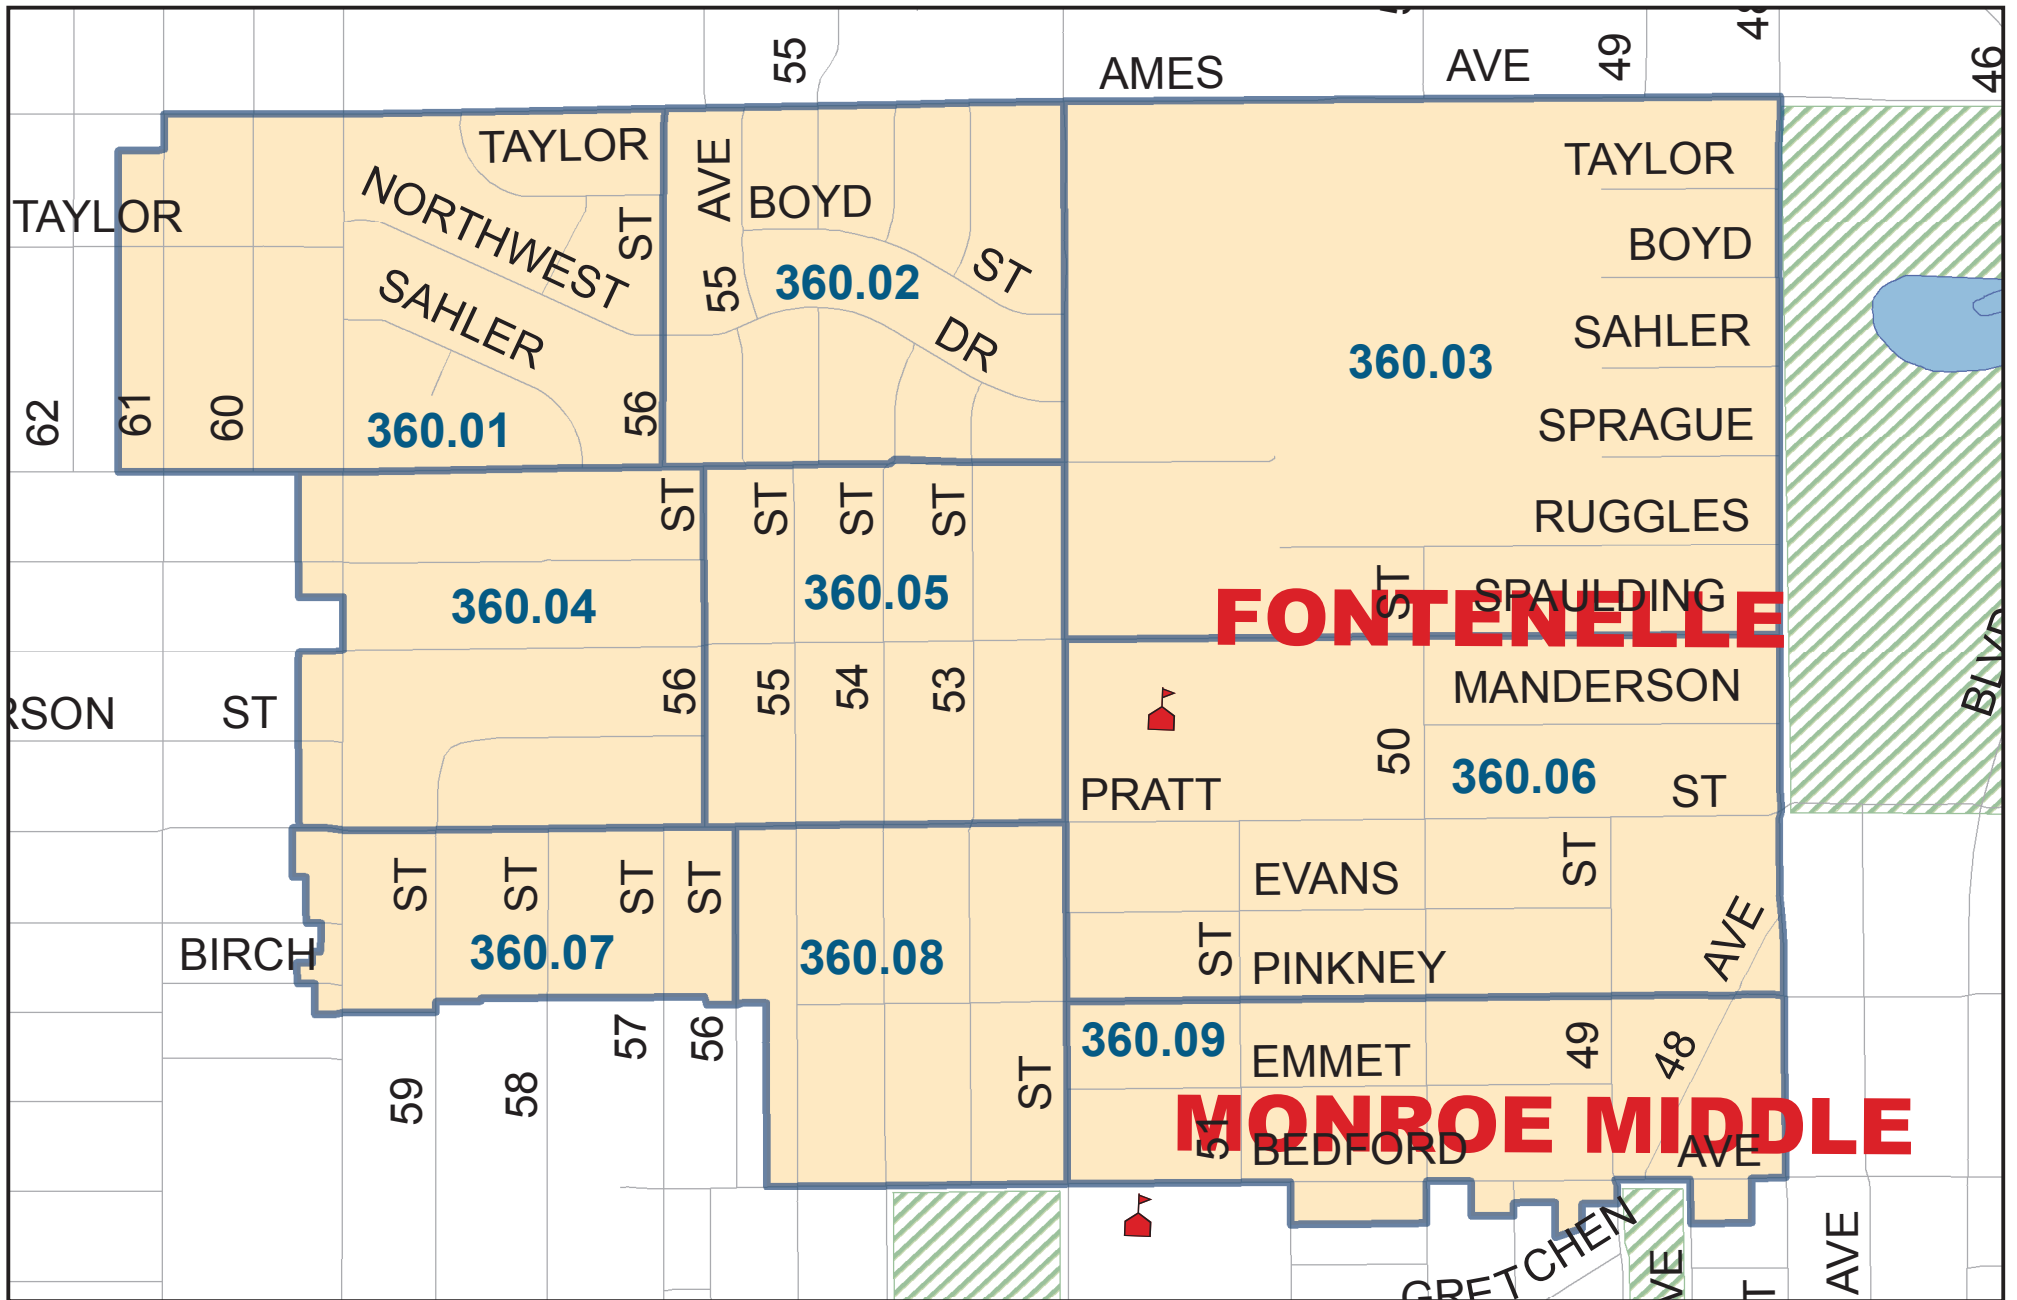 55
AMES
AVE
49
48
46
TAYLOR
AVE
TAYLOR
NORTHWEST
BOYD
TAYLOR
ST
ST
BOYD
SAHLER
55
360.02
DR
SAHLER
360.03
62
61
60
360.01
56
SPRAGUE
ST
ST
ST
ST
RUGGLES
360.04
360.05
ST
SPAULDING
FONTENELLE
56
55
54
53
MANDERSON
BLVD
RSON
ST
50
360.06
PRATT
ST
ST
ST
ST
ST
EVANS
ST
AVE
BIRCH
360.07
360.08
ST
PINKNEY
57
56
360.09
EMMET
49
48
59
58
ST
MONROE MIDDLE
51
BEDFORD
AVE
GRETCHEN
AVE